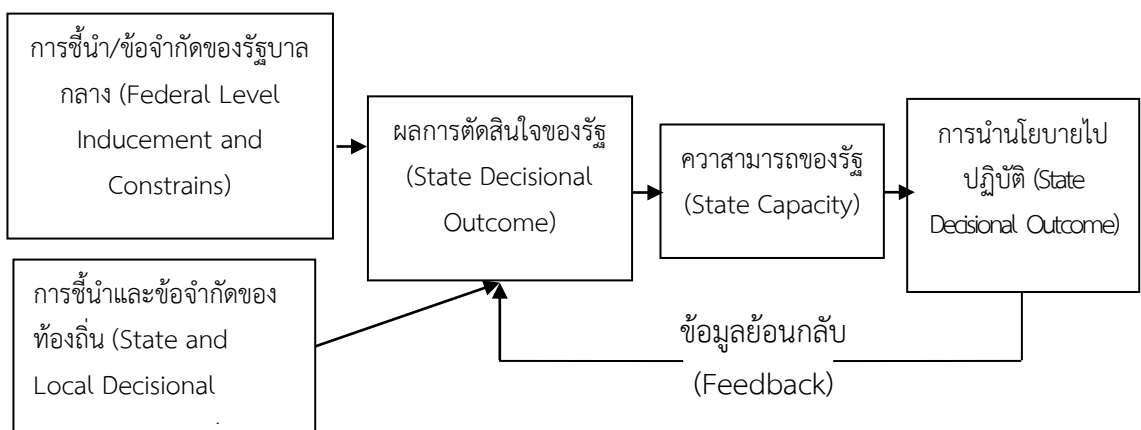 การชี้นำ/ข้อจำกัดของรัฐบาล
กลาง (Federal Level
Inducement and
Constrains)
ผลการตัดสินใจของรัฐ
(State Decisional
Outcome)
ความามารถของรัฐ
(State Capacity)
การนำนโยบายไป
ปฏิบัติ (State
Decisional Outcome)
การชี้นำและข้อจำกัดของ
ท้องถิ่น (State and
Local Decisional
ข้อมูลย้อนกลับ
(Feedback)